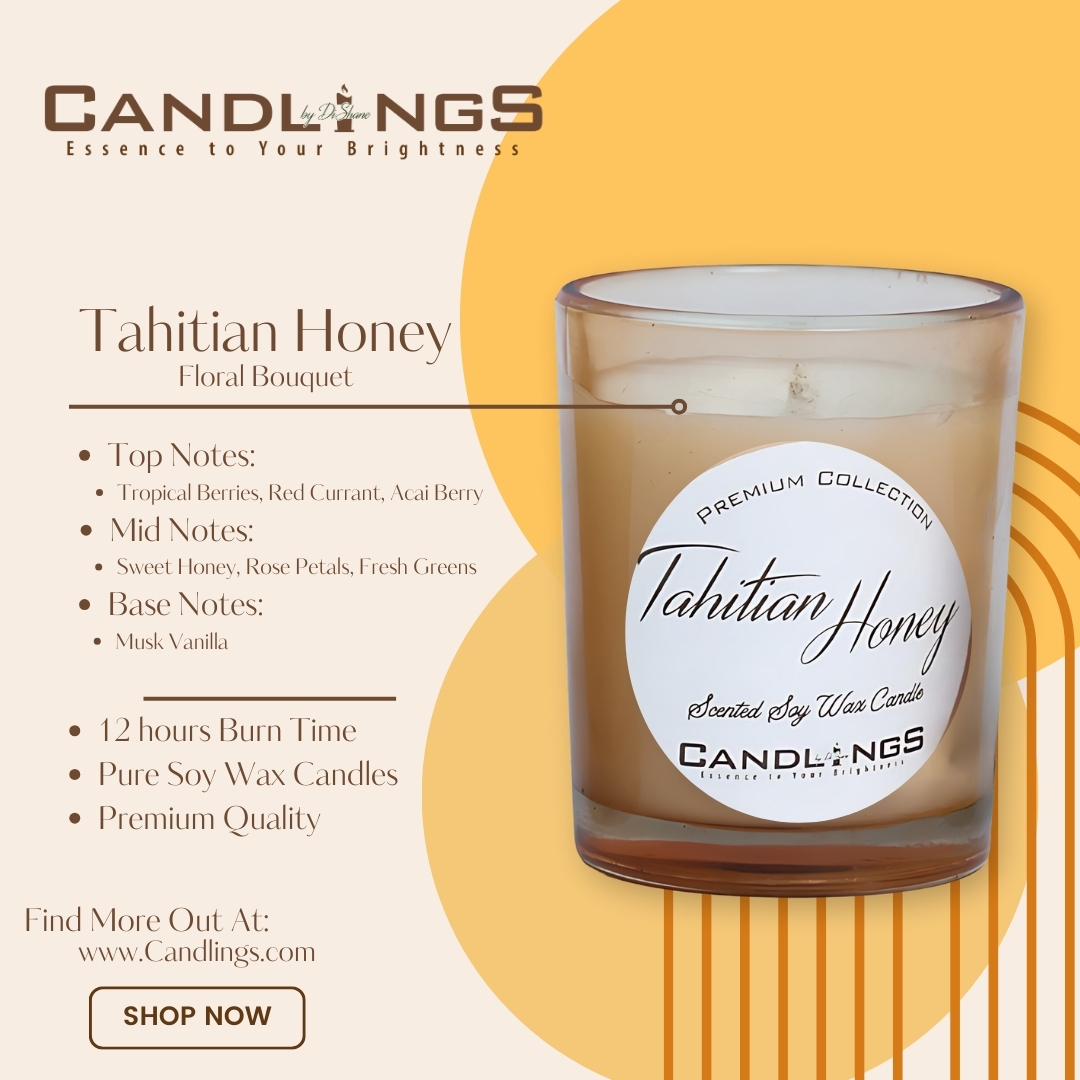 CANDLINGS
by DiShane
Essence to Your Brightness
Tahitian Honey
Floral Bouquet
Top Notes:
Tropical Berries, Red Currant, Acai Berry
Mid Notes:
Sweet Honey, Rose Petals, Fresh Greens
Base Notes:
Musk Vanilla
12 hours Burn Time
Pure Soy Wax Candles
Premium Quality
Find More Out At:
www.Candlings.com
SHOP NOW
PREMIUM COLLECTION
Tahitian Honey
Scented Soy Wax Candle
CANDLINGS
Essence to Your Brightness